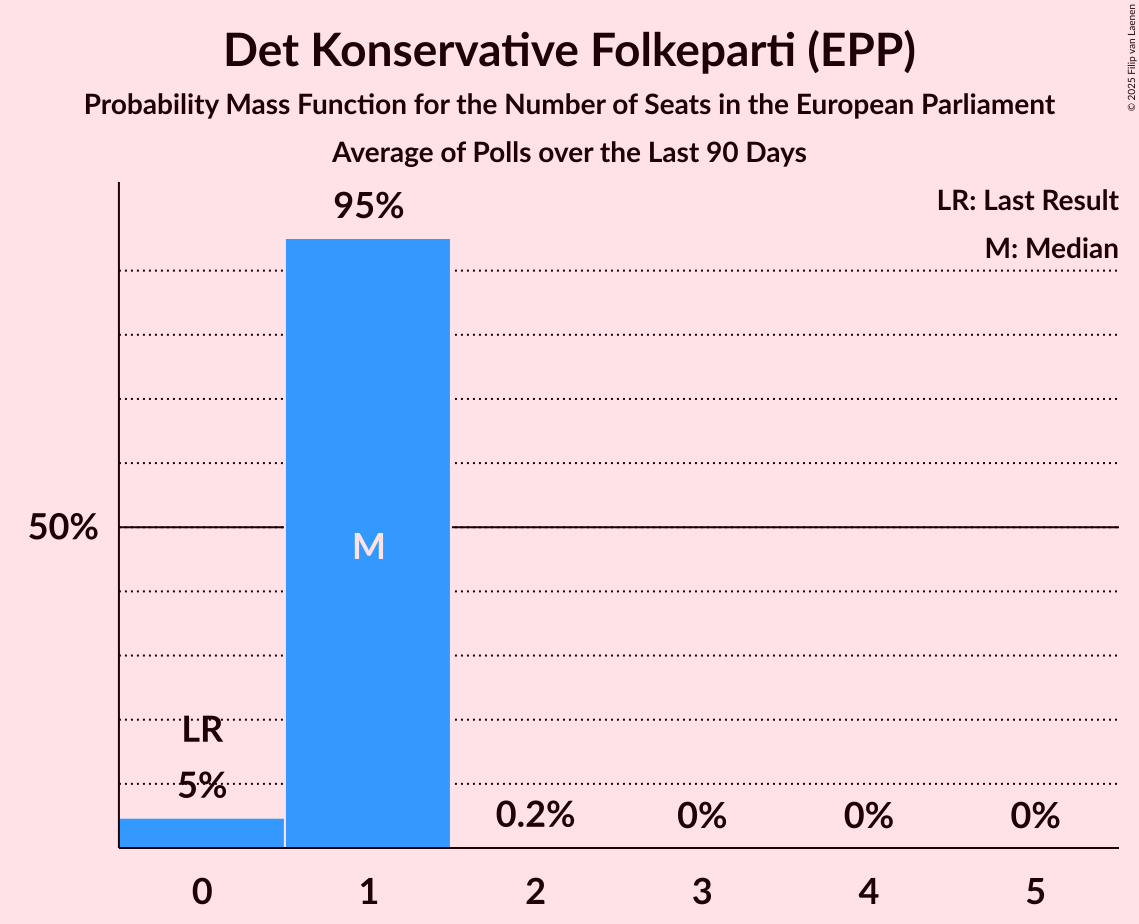 Det Konservative Folkeparti (EPP)
Probability Mass Function for the Number of Seats in the European Parliament
Average of Polls over the Last 90 Days
© 2025 Filip van Laenen
LR: Last Result
M: Median
95%
50%
M
LR
5%
0.2%
0%
0%
0%
0
1
2
3
4
5